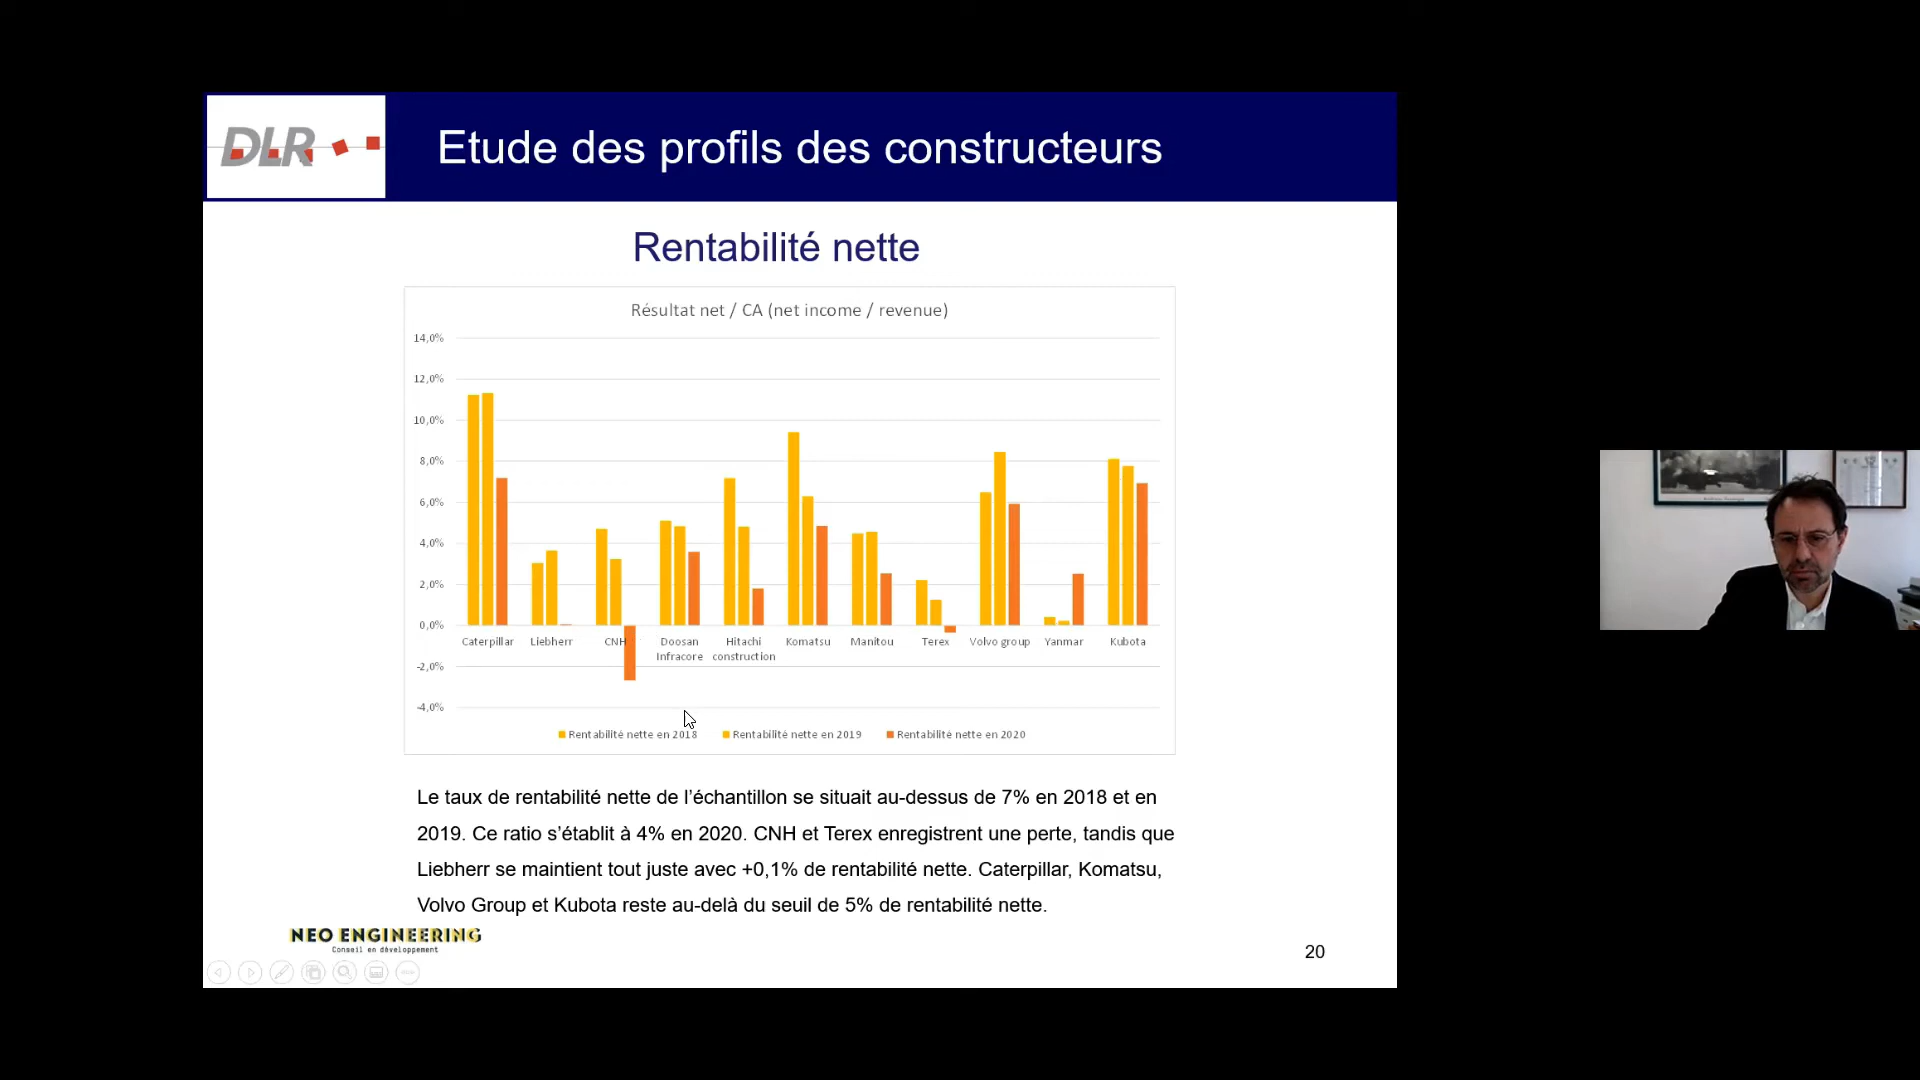 DLR
Etude des profils des constructeurs
Rentabilité nette
Résultat net / CA (net income / revenue)
14,0%
12,0%
10,0%
8,0%
6,0%
4,0%
2,0%
0,0%
-2,0%
-4,0%
Caterpillar
Liebherr
CNH
Doosan
Infracore
Hitachi
construction
Komatsu
Manitou
Terex
Volvo group
Yanmar
Kubota
Rentabilité nette en 2018
Rentabilité nette en 2019
Rentabilité nette en 2020
Le taux de rentabilité nette de l’échantillon se situait au-dessus de 7% en 2018 et en
2019. Ce ratio s’établit à 4% en 2020. CNH et Terex enregistrent une perte, tandis que
Liebherr se maintient tout juste avec +0,1% de rentabilité nette. Caterpillar, Komatsu,
Volvo Group et Kubota reste au-delà du seuil de 5% de rentabilité nette.
NEO ENGINEERING
Conseil en développement
20